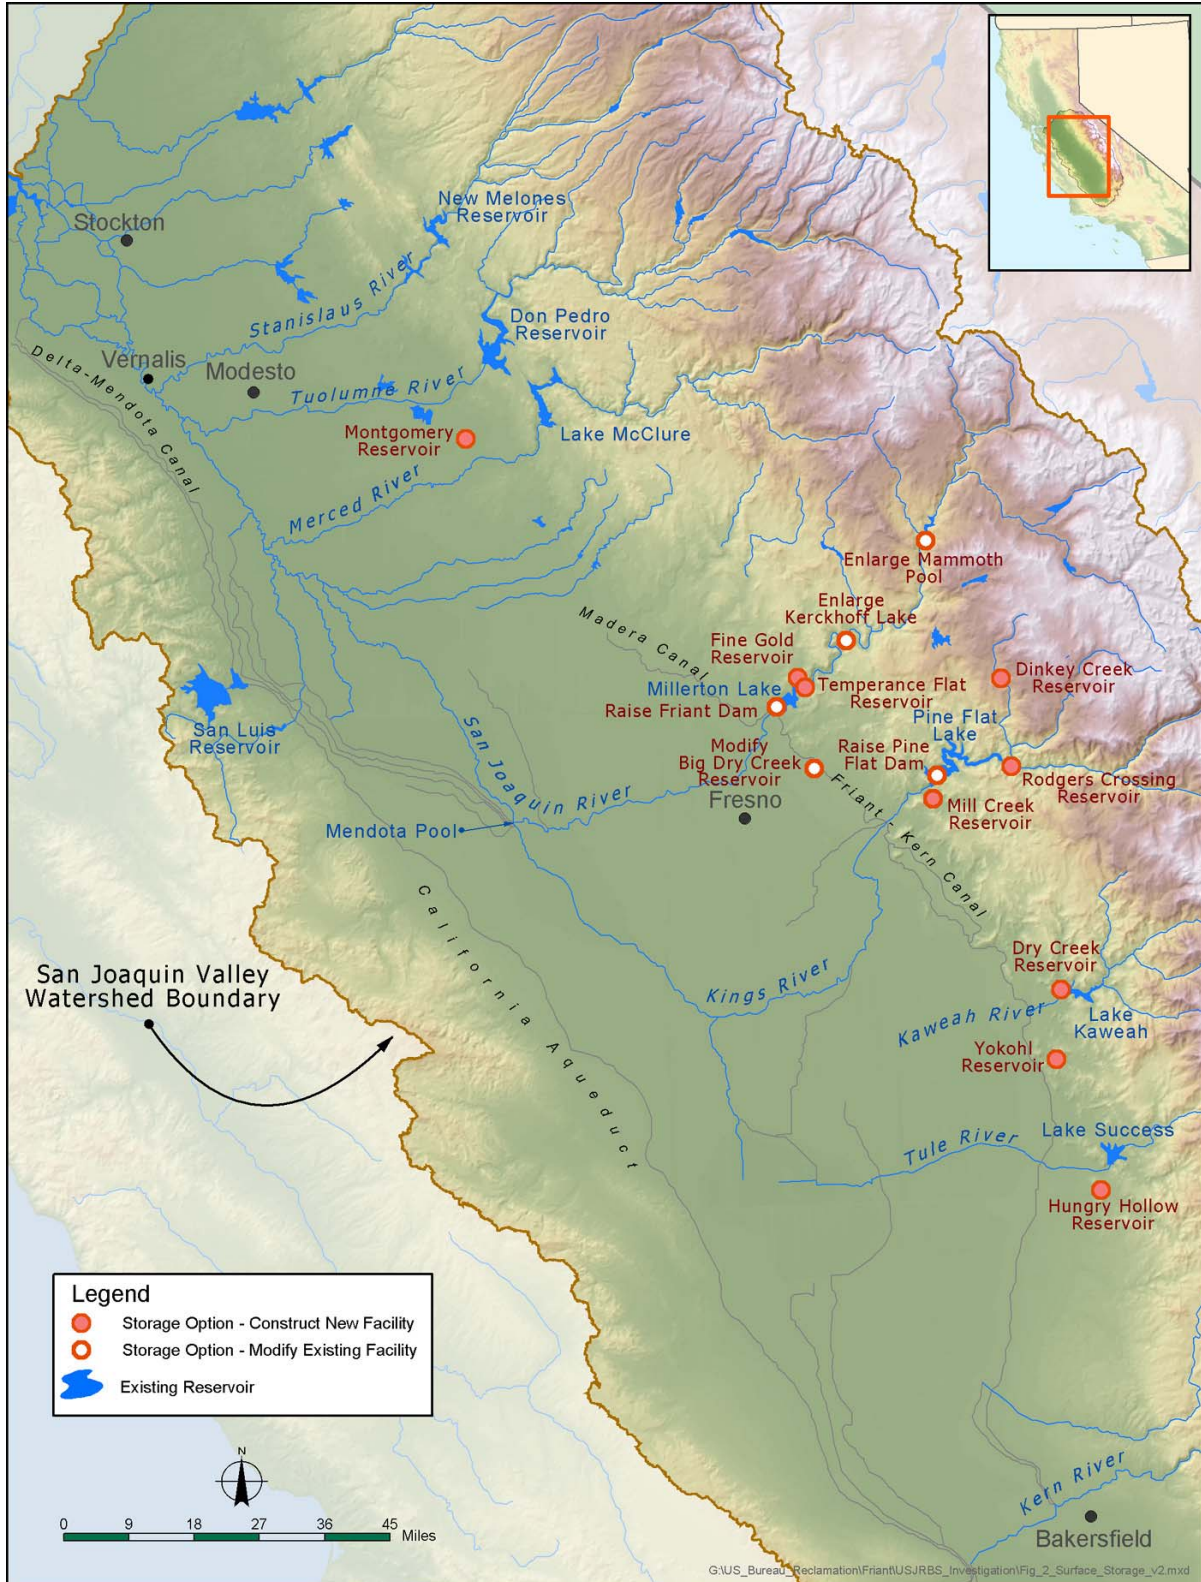 New Melones
Reservoir
Stockton
Stanislaus River
Don Pedro
Reservoir
Delta-Mendota Canal
Vernalis
Modesto
Tuolumne River
Montgomery
Reservoir
Lake McClure
Merced River
Enlarge Mammoth
Pool
Enlarge
Kerckhoff Lake
Madera Canal
Fine Gold
Reservoir
Dinkey Creek
Reservoir
Millerton Lake
Temperance Flat
Reservoir
Raise Friant Dam
Pine Flat
Lake
San Luis
Reservoir
Modify
Big Dry Creek
Reservoir
Raise Pine
Flat Dam
Rodgers Crossing
Reservoir
San Joaquin River
Fresno
Friant - Kern Canal
Mill Creek
Reservoir
Mendota Pool
California Aqueduct
Dry Creek
Reservoir
San Joaquin Valley
Watershed Boundary
Kings River
Kaweah River
Lake
Kaweah
Yokohl
Reservoir
Tule River
Lake Success
Hungry Hollow
Reservoir
Legend
Storage Option - Construct New Facility
Storage Option - Modify Existing Facility
Existing Reservoir
N
0 9 18 27 36 45 Miles
Kern River
Bakersfield
G:\US_Bureau_Reclamation\Friant\USJRBS_Investigation\Fig_2_Surface_Storage_v2.mxd